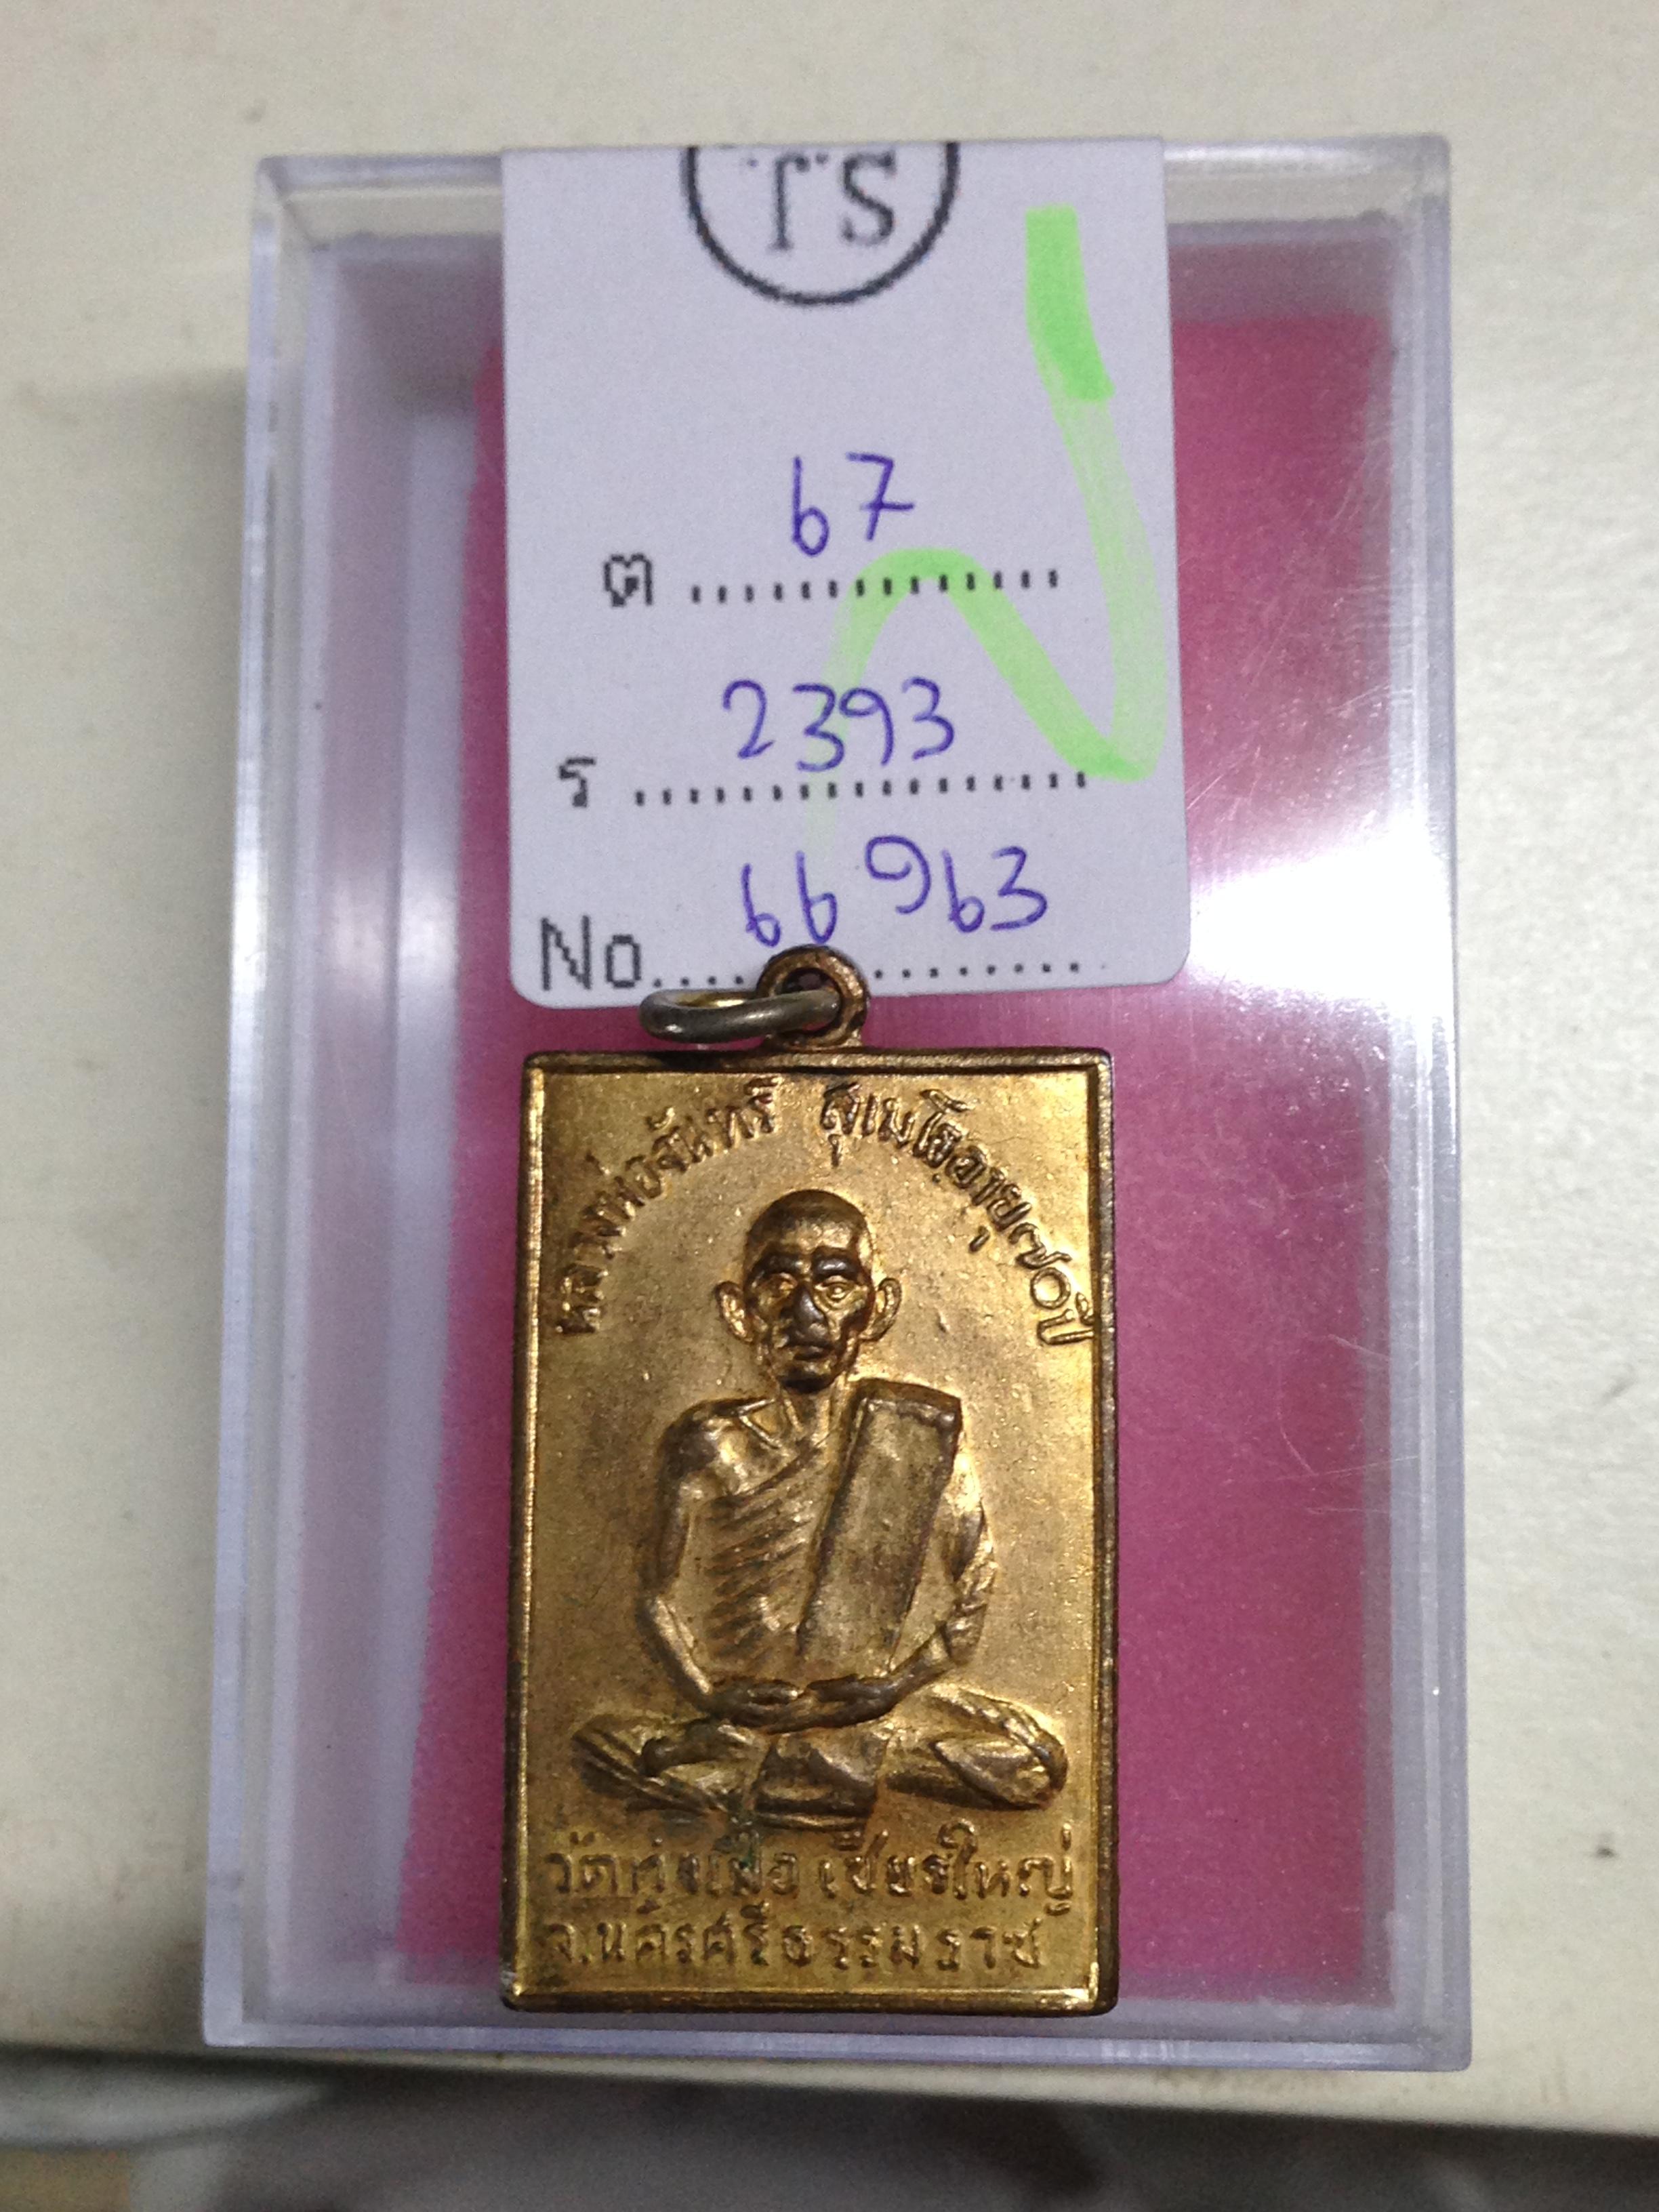 T.S
ต 67
ร 2393
No 66963
หลวงพ่อจันทร์ สุเมโธ อายุ ๗๐ ปี
วัดทุ่งเฟื้อ เชียรใหญ่
จ.นครศรีธรรมราช